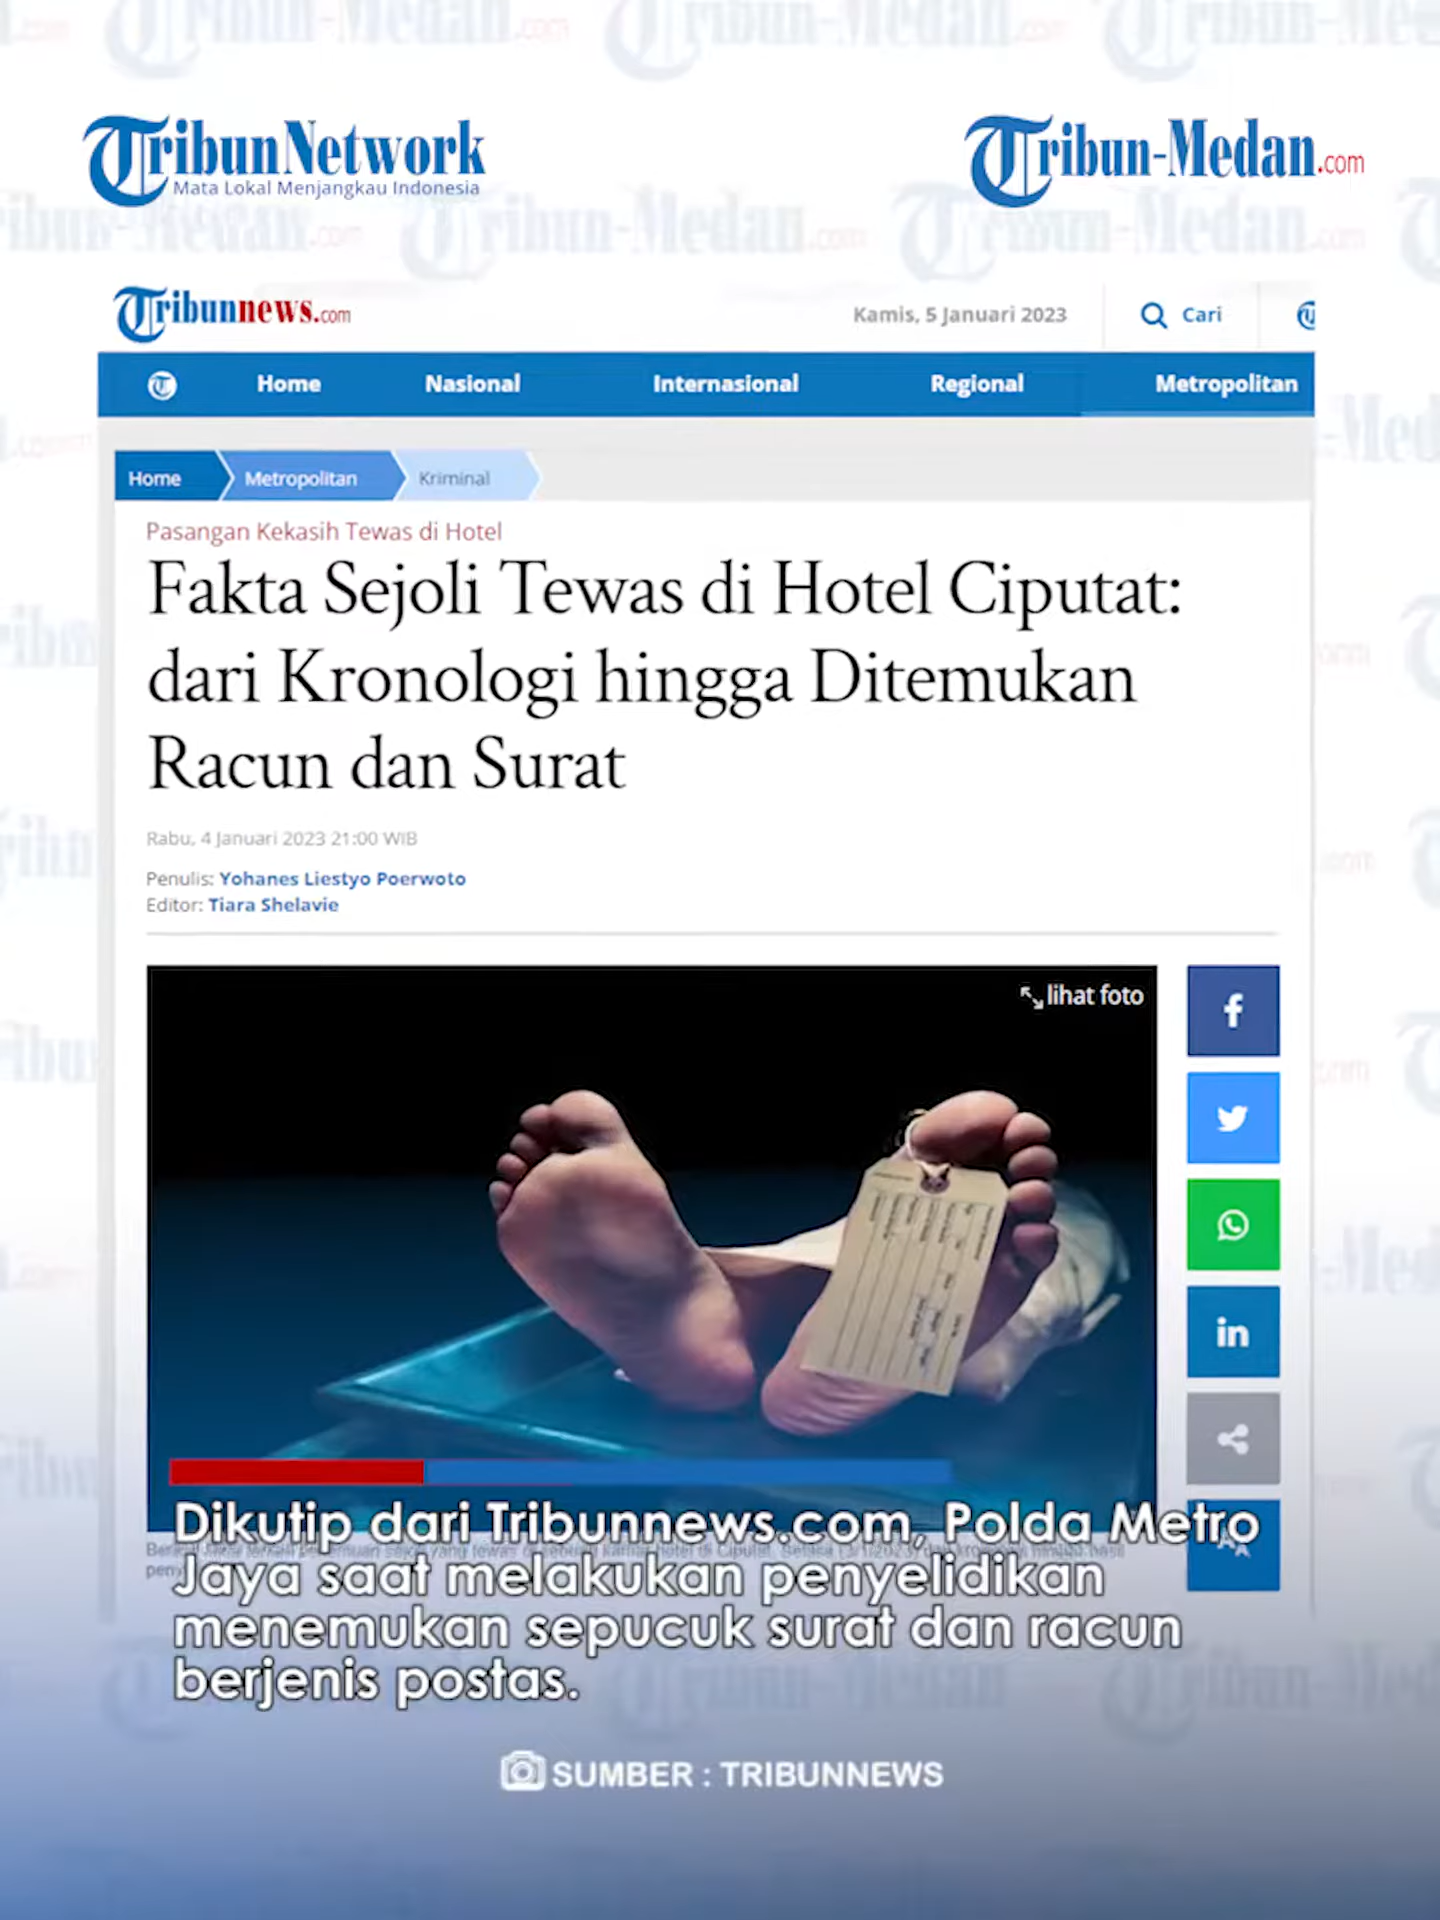 TribunNetwork
Mata Lokal Menjangkau Indonesia
Tribun-Medan.com
Tribunnews.com
Kamis, 5 Januari 2023
Cari
Home
Nasional
Internasional
Regional
Metropolitan
Home
Metropolitan
Kriminal
Pasangan Kekasih Tewas di Hotel
Fakta Sejoli Tewas di Hotel Ciputat:
dari Kronologi hingga Ditemukan
Racun dan Surat
Rabu, 4 Januari 2023 21:00 WIB
Penulis: Yohanes Liestyo Poerwoto
Editor: Tiara Shelavie
lihat foto
Dikutip dari Tribunnews.com, Polda Metro
Jaya saat melakukan penyelidikan
menemukan sepucuk surat dan racun
berjenis postas.
SUMBER : TRIBUNNEWS